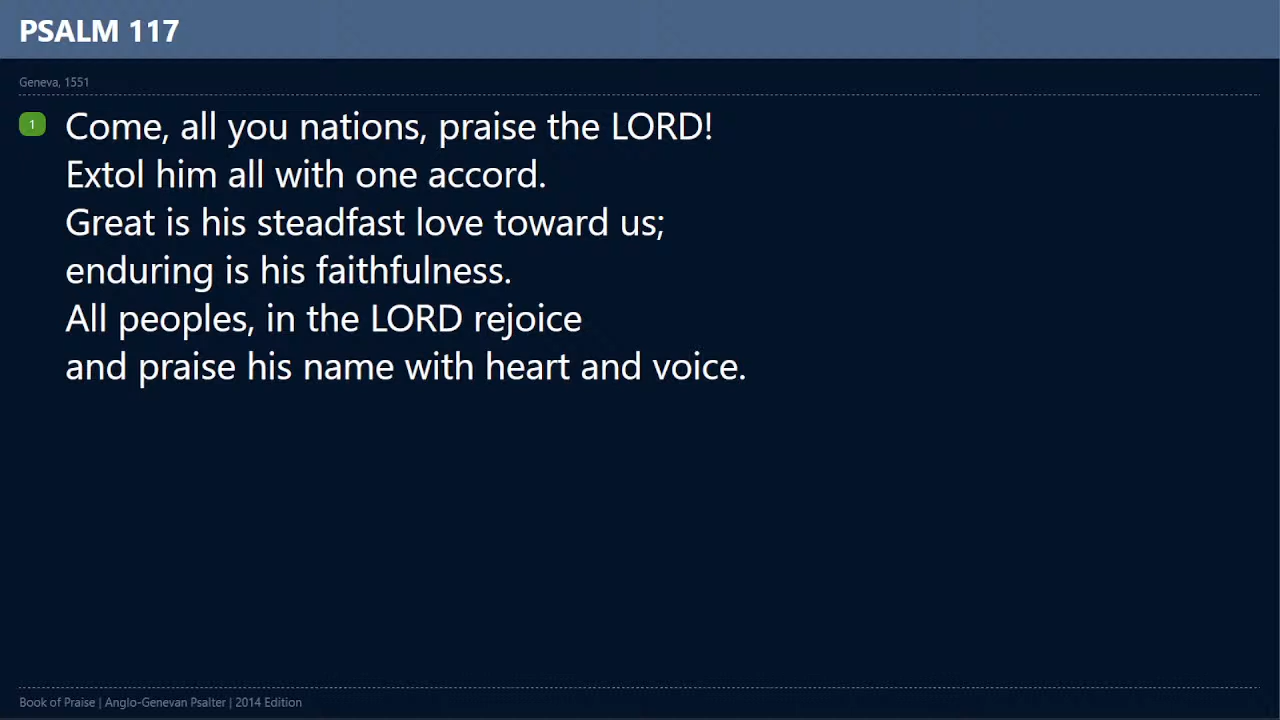 PSALM 117
Geneva, 1551
1 Come, all you nations, praise the LORD!
Extol him all with one accord.
Great is his steadfast love toward us;
enduring is his faithfulness.
All peoples, in the LORD rejoice
and praise his name with heart and voice.
Book of Praise | Anglo-Genevan Psalter | 2014 Edition